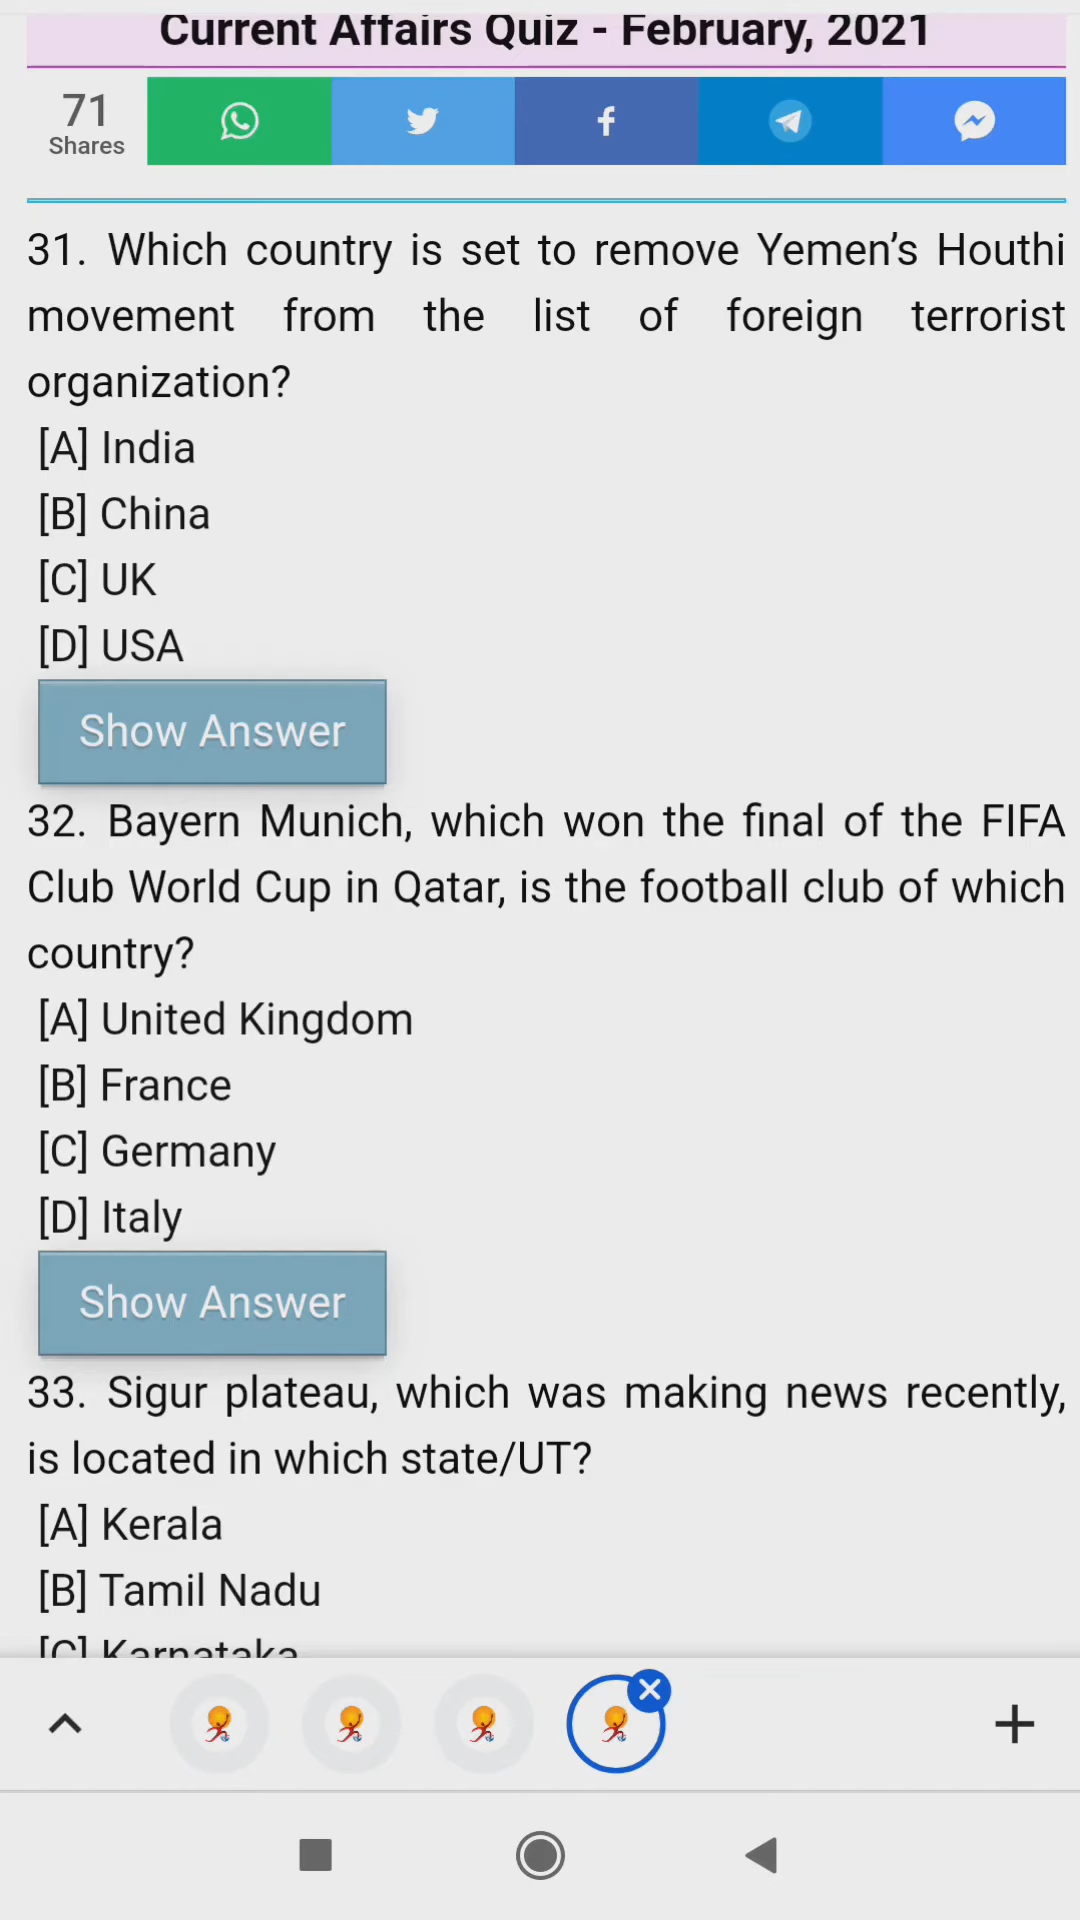 Current Affairs Quiz - February, 2021
71
Shares
31. Which country is set to remove Yemen’s Houthi
movement from the list of foreign terrorist
organization?
[A] India
[B] China
[C] UK
[D] USA
Show Answer
32. Bayern Munich, which won the final of the FIFA
Club World Cup in Qatar, is the football club of which
country?
[A] United Kingdom
[B] France
[C] Germany
[D] Italy
Show Answer
33. Sigur plateau, which was making news recently,
is located in which state/UT?
[A] Kerala
[B] Tamil Nadu
[C] Karnataka